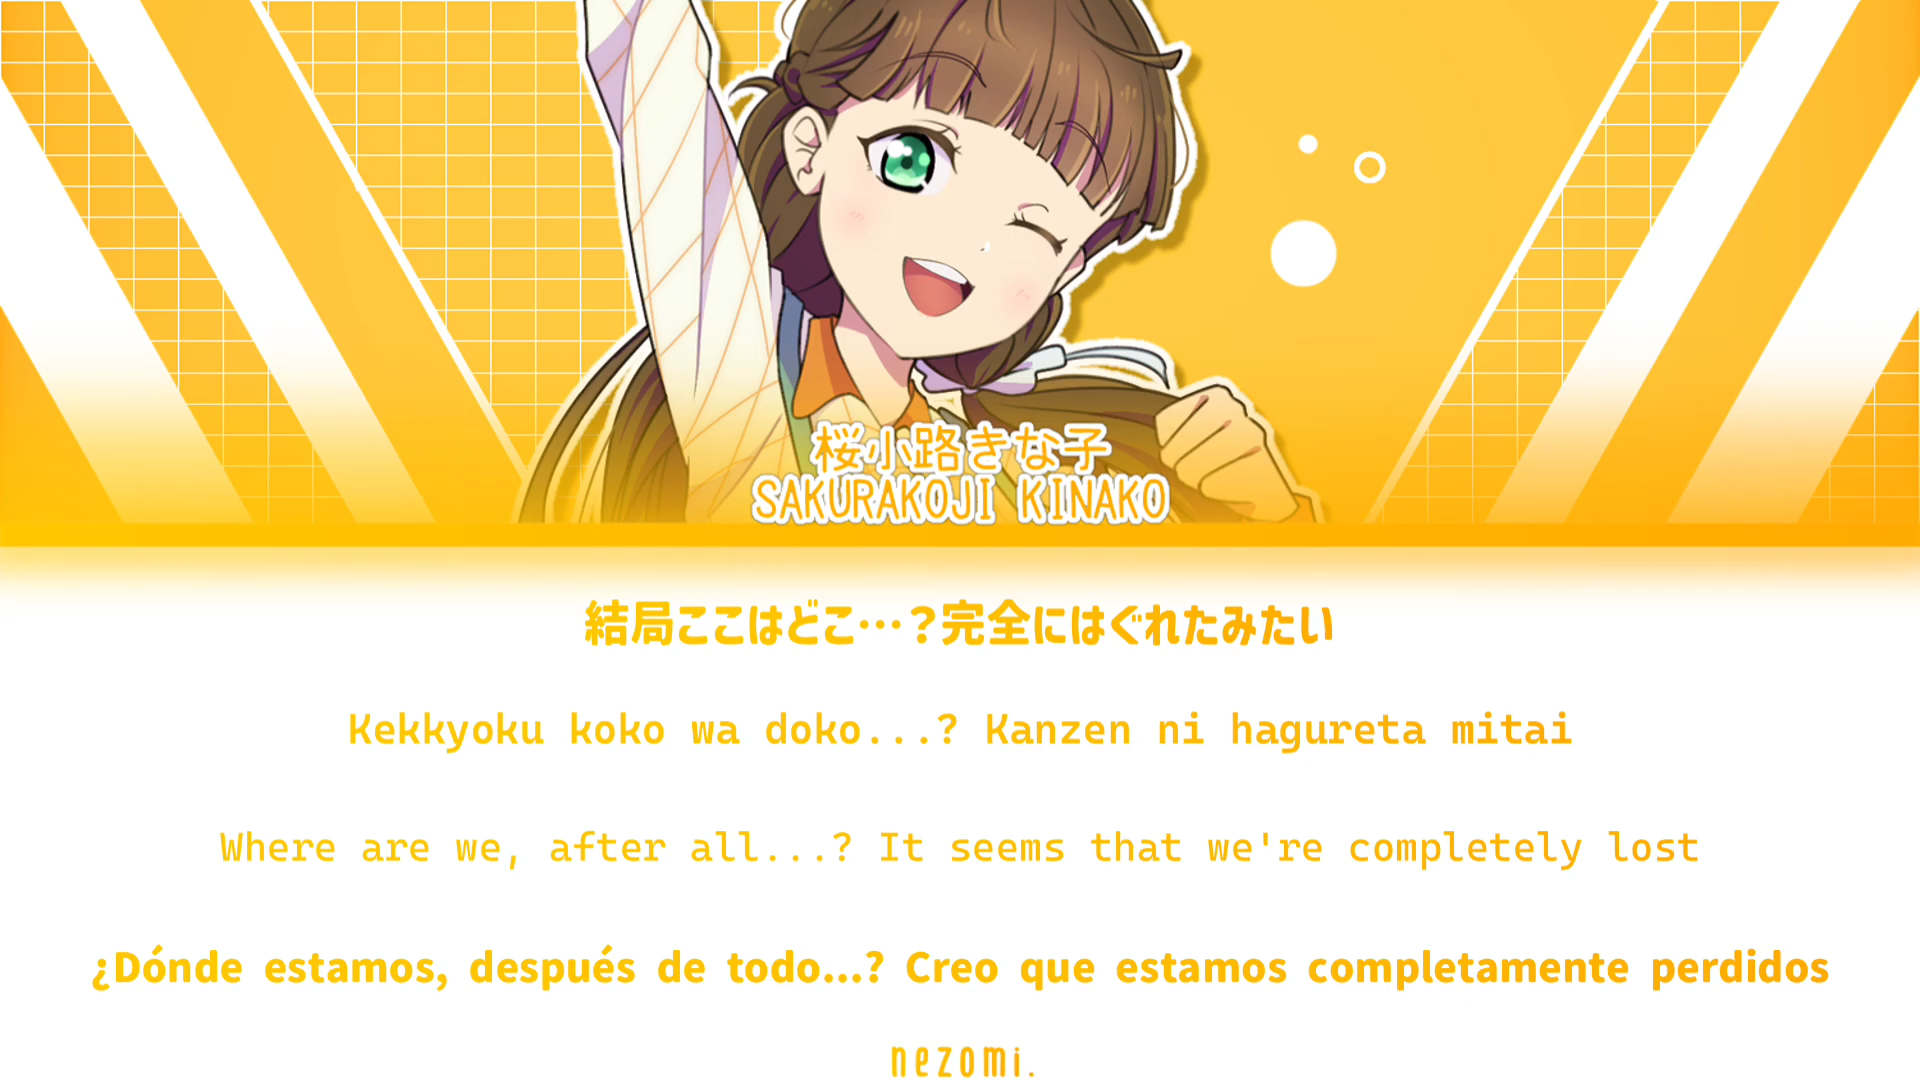 桜小路きな子
SAKURAKOJI KINAKO
結局ここはどこ…？完全にはぐれたみたい
Kekkyoku koko wa doko...? Kanzen ni hagureta mitai
Where are we, after all...? It seems that we're completely lost
¿Dónde estamos, después de todo...? Creo que estamos completamente perdidos
nezomi.